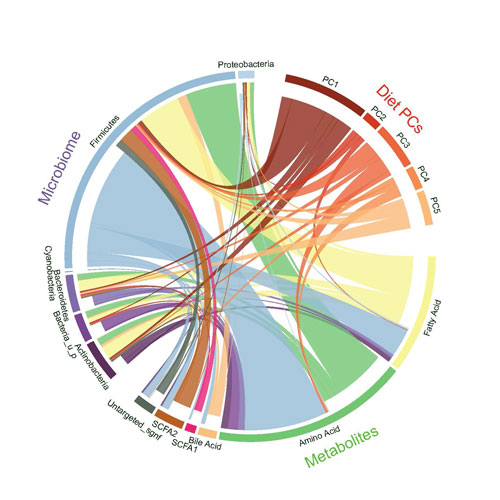 Proteobacteria
PC1
Diet PCs
PC2
PC3
PC4
PC5
Firmicutes
Microbiome
Cyanobacteria
Bacteroidetes
Bacteria_u_p
Actinobacteria
Untargeted_sgnf
SCFA2
SCFA1
Bile Acid
Amino Acid
Fatty Acid
Metabolites